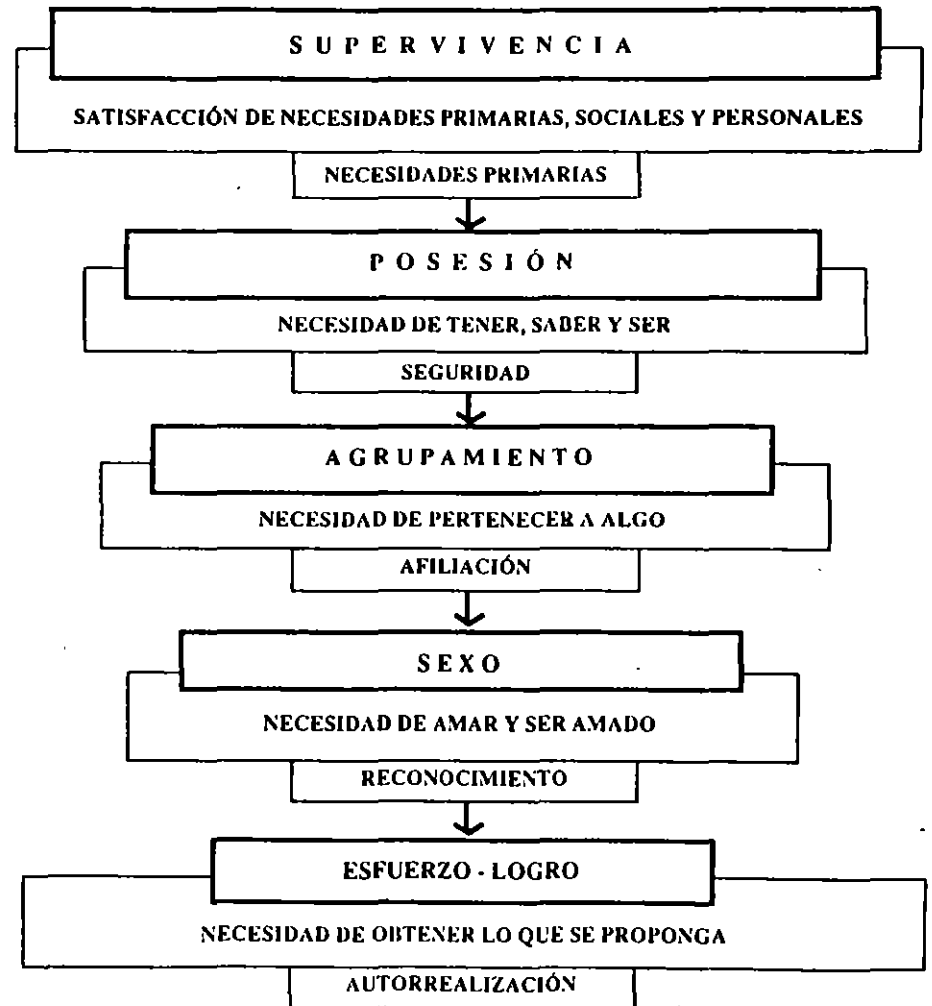 SUPERVIVENCIA
SATISFACCIÓN DE NECESIDADES PRIMARIAS, SOCIALES Y PERSONALES
NECESIDADES PRIMARIAS
POSESIÓN
NECESIDAD DE TENER, SABER Y SER
SEGURIDAD
AGRUPAMIENTO
NECESIDAD DE PERTENECER A ALGO
AFILIACIÓN
SEXO
NECESIDAD DE AMAR Y SER AMADO
RECONOCIMIENTO
ESFUERZO - LOGRO
NECESIDAD DE OBTENER LO QUE SE PROPONGA
AUTORREALIZACIÓN